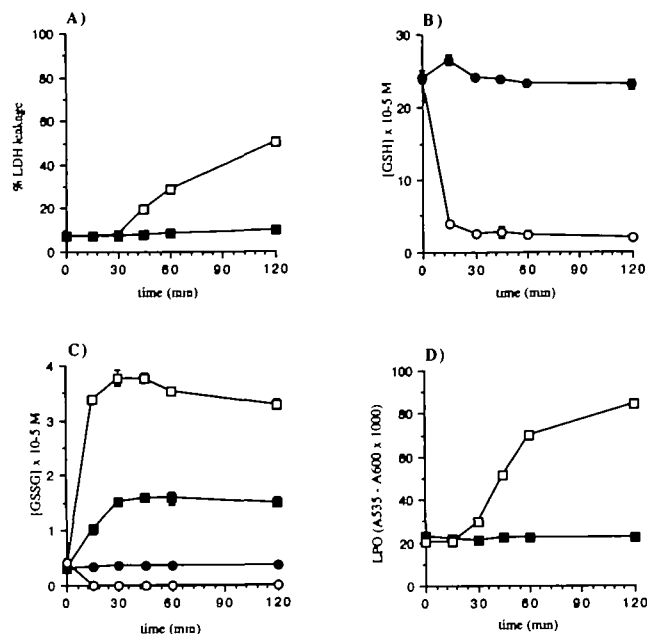 A)
% LDH leakage
100
80
60
40
20
0
0 30 60 90 120
time (min)
B)
[GSH] x 10-5 M
30
20
10
0
0 30 60 90 120
time (min)
C)
[GSSG] x 10-5 M
4
3
2
1
0
0 30 60 90 120
time (min)
D)
LPO (A535 - A600 x 1000)
100
80
60
40
20
0
0 30 60 90 120
time (min)